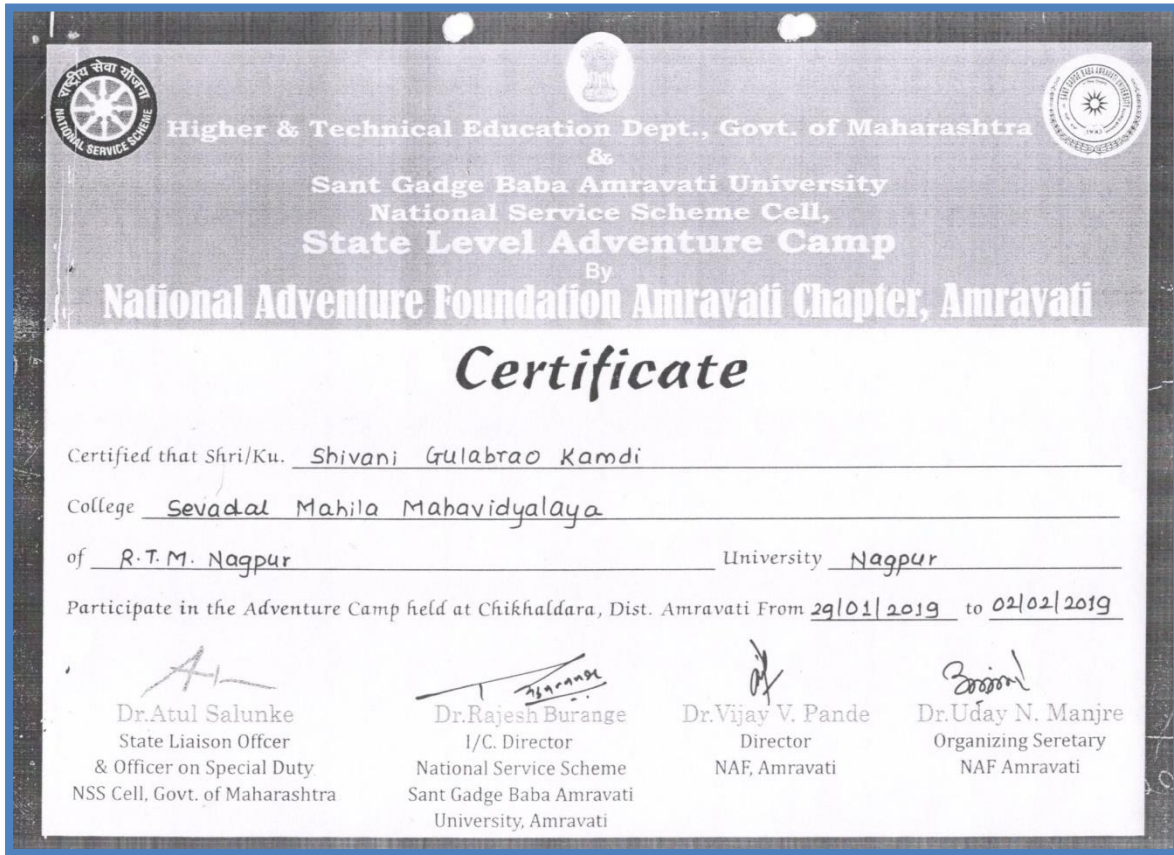 राष्ट्रीय सेवा योजना
NATIONAL SERVICE SCHEME
Higher & Technical Education Dept., Govt. of Maharashtra
&
Sant Gadge Baba Amravati University
National Service Scheme Cell,
State Level Adventure Camp
By
National Adventure Foundation Amravati Chapter, Amravati
Certificate
Certified that Shri/Ku. Shivani Gulabrao Kamdi
College Sevadal Mahila Mahavidyalaya
of R.T.M. Nagpur University Nagpur
Participate in the Adventure Camp held at Chikhaldara, Dist. Amravati From 29/01/2019 to 02/02/2019
Dr.Atul Salunke
State Liaison Offcer
& Officer on Special Duty
NSS Cell, Govt. of Maharashtra
Dr.Rajesh Burange
I/C. Director
National Service Scheme
Sant Gadge Baba Amravati
University, Amravati
Dr.Vijay V. Pande
Director
NAF, Amravati
Dr.Uday N. Manjre
Organizing Seretary
NAF Amravati